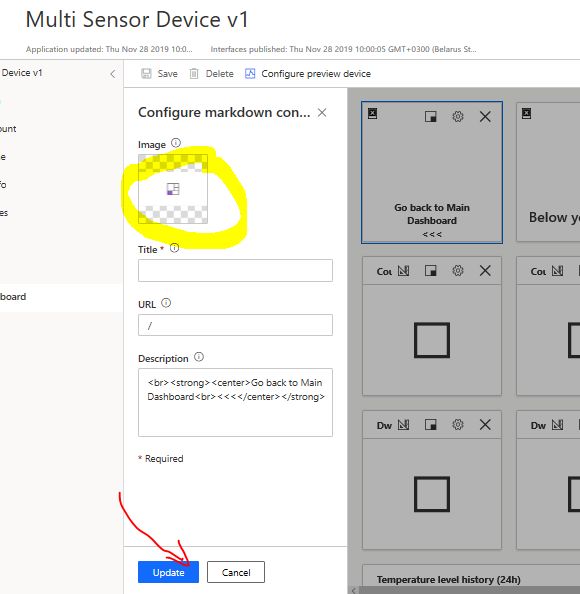 Multi Sensor Device v1
Application updated: Thu Nov 28 2019 10:0... Interfaces published: Thu Nov 28 2019 10:00:05 GMT+0300 (Belarus St...
Device v1
Save Delete Configure preview device
ount
e
fo
es
board
Configure markdown con...
Image
Title *
URL
/
Description
<br><strong><center>Go back to Main
Dashboard<br><<<</center></strong>
* Required
Update Cancel
Go back to Main
Dashboard
<<<
Below yo
Cou
Cou
Dw
Dw
Temperature level history (24h)